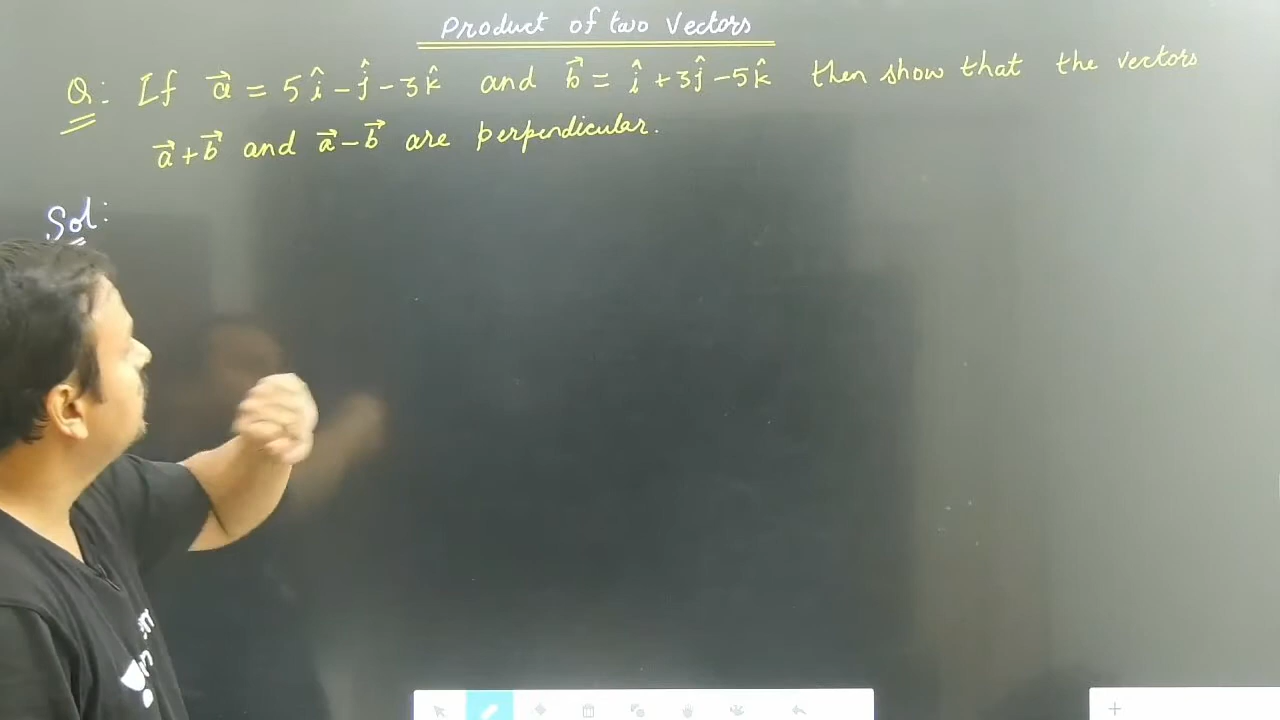 Product of two Vectors
Q: If a⃗ = 5î - ĵ - 3k̂ and b⃗ = î + 3ĵ - 5k̂ then show that the vectors
a⃗ + b⃗ and a⃗ - b⃗ are perpendicular.
Sol: